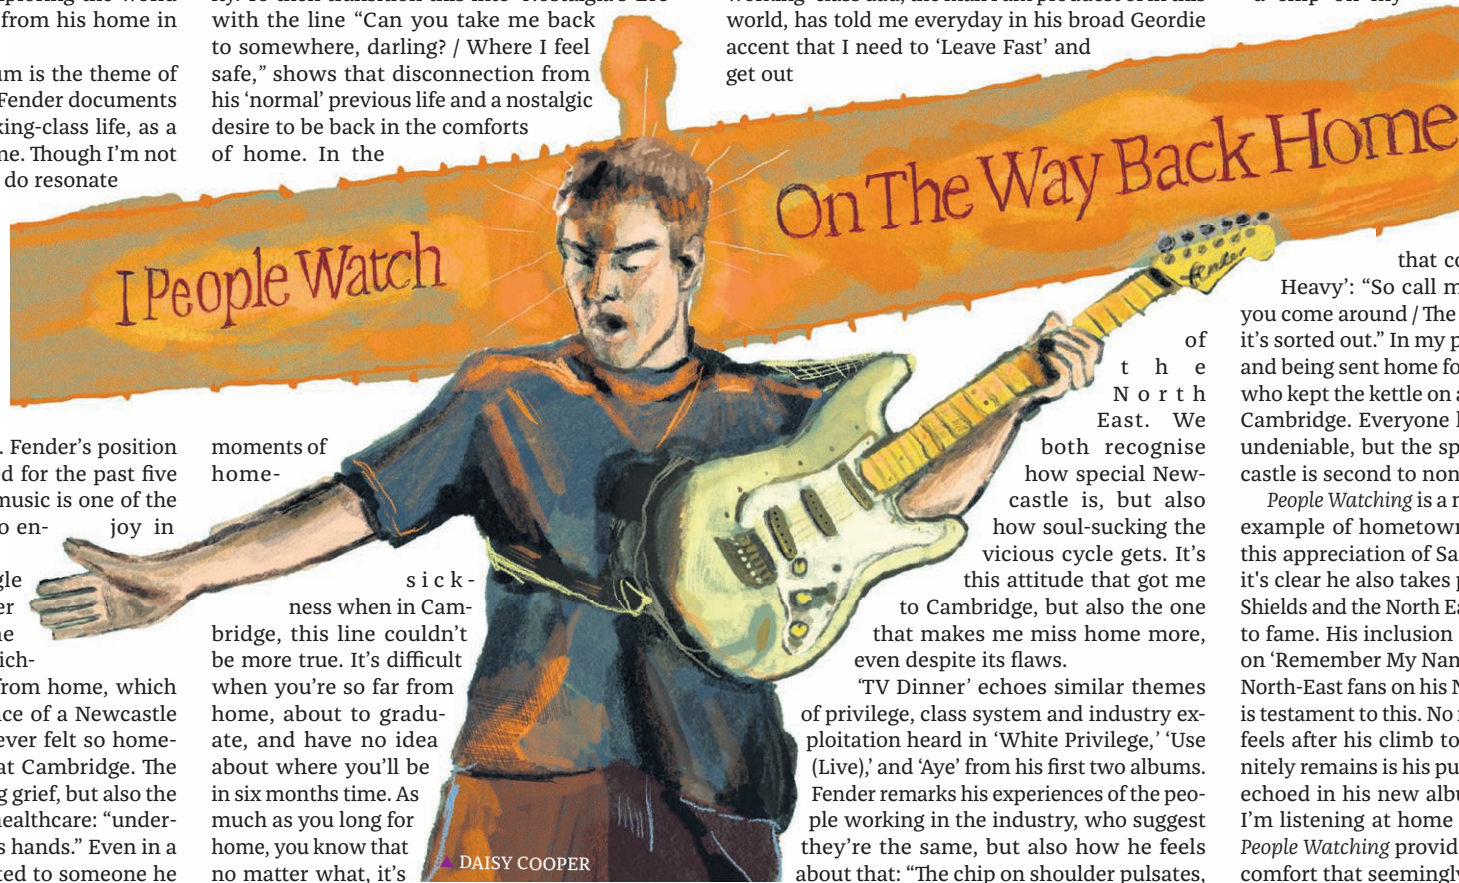 from his home in
um is the theme of
Fender documents
king-class life, as a
me. Though I'm not
do resonate
. Fender's position
ed for the past five
music is one of the
o en- joy in
gle
er
ne
ich-
from home, which
nce of a Newcastle
ever felt so home-
at Cambridge. The
g grief, but also the
healthcare: “under-
s hands.” Even in a
ted to someone he
with the line “Can you take me back
to somewhere, darling? / Where I feel
safe,” shows that disconnection from
his ‘normal’ previous life and a nostalgic
desire to be back in the comforts
of home. In the
moments of
home-
sick-
ness when in Cam-
bridge, this line couldn't
be more true. It's difficult
when you're so far from
home, about to gradu-
ate, and have no idea
about where you'll be
in six months time. As
much as you long for
home, you know that
no matter what, it's
I People Watch
On The Way Back Home
fender
▲ DAISY COOPER
world, has told me everyday in his broad Geordie
accent that I need to ‘Leave Fast’ and
get out
of
the
North
East. We
both recognise
how special New-
castle is, but also
how soul-sucking the
vicious cycle gets. It's
this attitude that got me
to Cambridge, but also the one
that makes me miss home more,
even despite its flaws.
‘TV Dinner’ echoes similar themes
of privilege, class system and industry ex-
ploitation heard in ‘White Privilege,’ ‘Use
(Live),’ and ‘Aye’ from his first two albums.
Fender remarks his experiences of the peo-
ple working in the industry, who suggest
they're the same, but also how he feels
about that: “The chip on shoulder pulsates,
that co
Heavy’: “So call m
you come around / The
it's sorted out.” In my p
and being sent home fo
who kept the kettle on a
Cambridge. Everyone
undeniable, but the sp
castle is second to non
People Watching is a
example of hometown
this appreciation of Sa
it's clear he also takes p
Shields and the North Ea
to fame. His inclusion
on ‘Remember My Nam
North-East fans on his N
is testament to this. No
feels after his climb to
nitely remains is his pu
echoed in his new albu
I'm listening at home
People Watching provid
comfort that seemingly